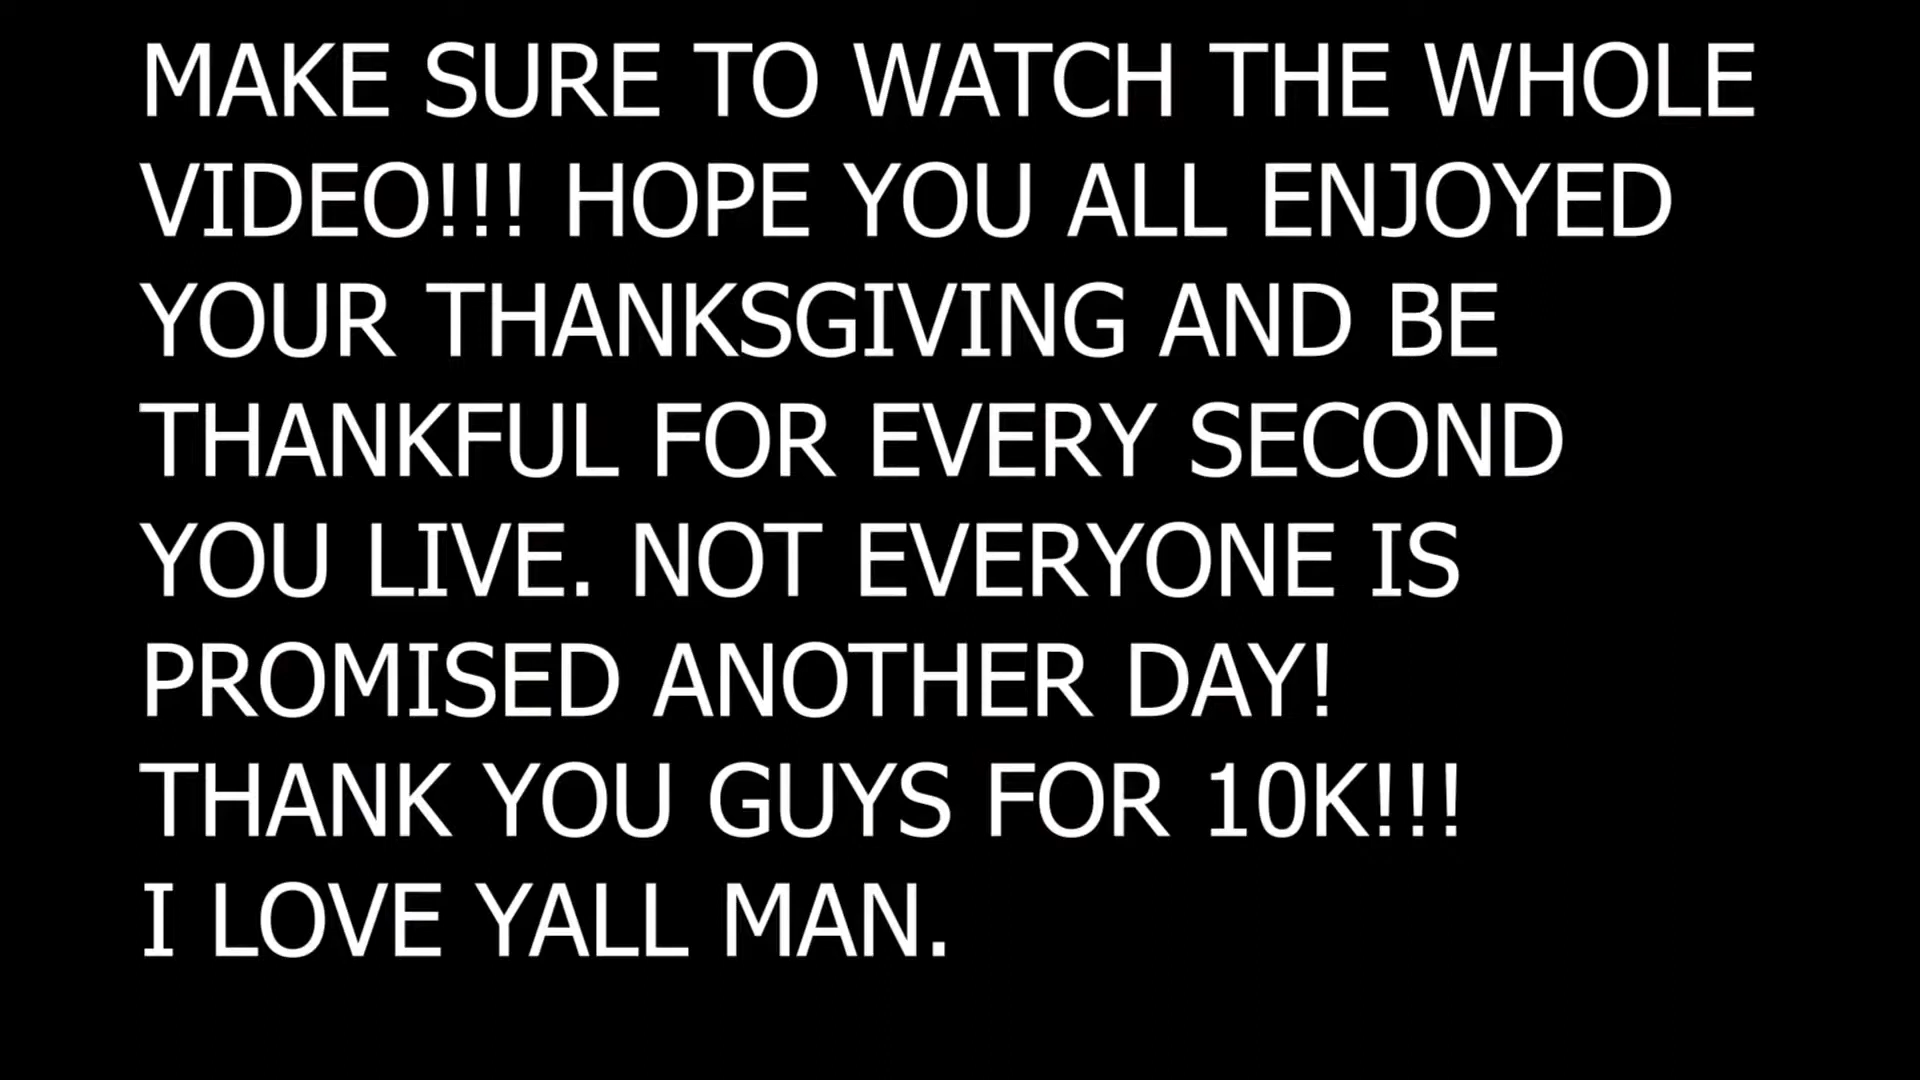 MAKE SURE TO WATCH THE WHOLE
VIDEO!!! HOPE YOU ALL ENJOYED
YOUR THANKSGIVING AND BE
THANKFUL FOR EVERY SECOND
YOU LIVE. NOT EVERYONE IS
PROMISED ANOTHER DAY!
THANK YOU GUYS FOR 10K!!!
I LOVE YALL MAN.